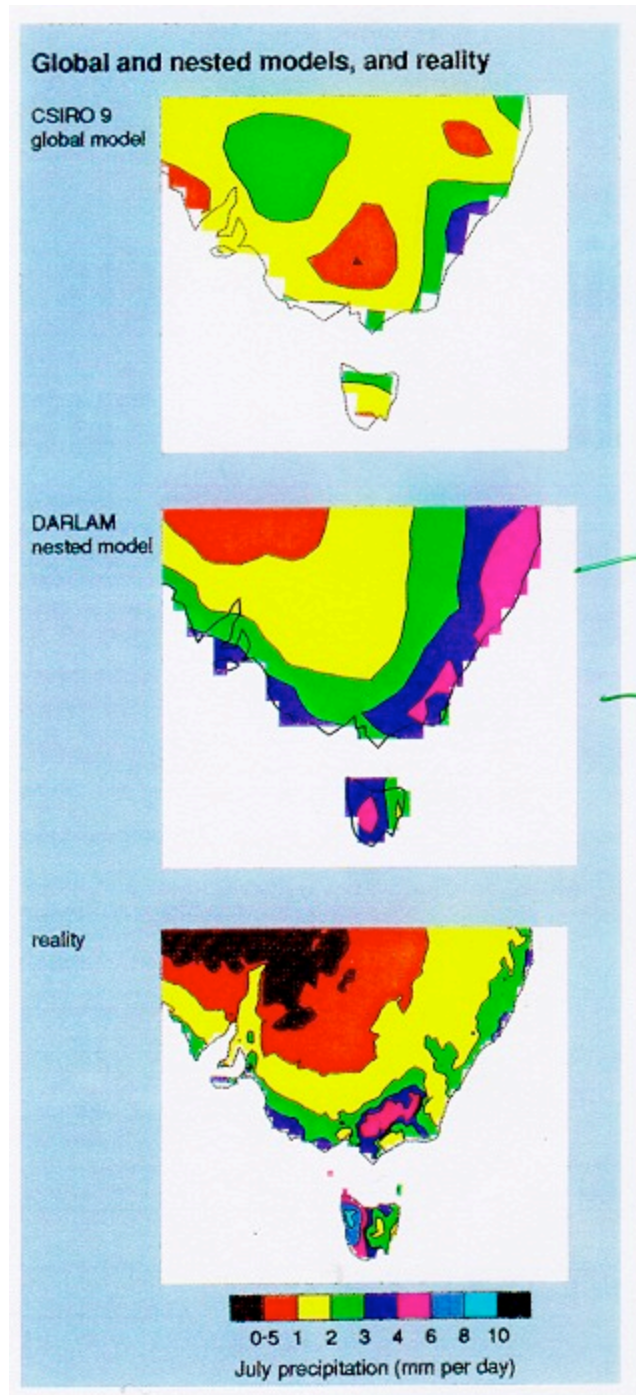 Global and nested models, and reality
CSIRO 9
global model
DARLAM
nested model
reality
0-5 1 2 3 4 6 8 10
July precipitation (mm per day)